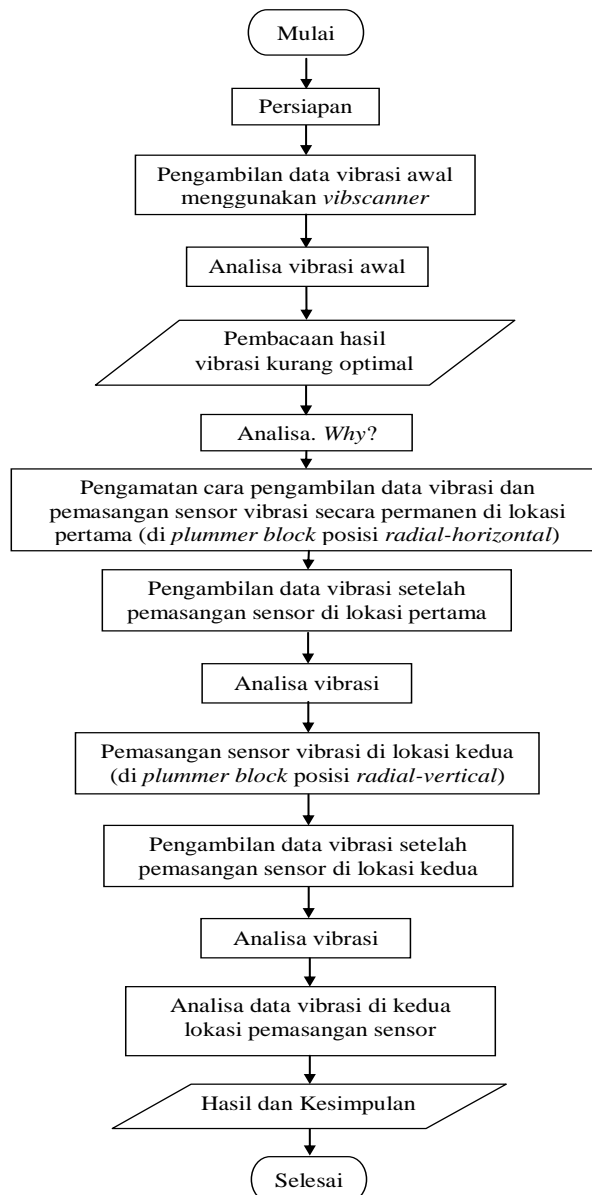 Mulai
Persiapan
Pengambilan data vibrasi awal
menggunakan vibscanner
Analisa vibrasi awal
Pembacaan hasil
vibrasi kurang optimal
Analisa. Why?
Pengamatan cara pengambilan data vibrasi dan
pemasangan sensor vibrasi secara permanen di lokasi
pertama (di plummer block posisi radial-horizontal)
Pengambilan data vibrasi setelah
pemasangan sensor di lokasi pertama
Analisa vibrasi
Pemasangan sensor vibrasi di lokasi kedua
(di plummer block posisi radial-vertical)
Pengambilan data vibrasi setelah
pemasangan sensor di lokasi kedua
Analisa vibrasi
Analisa data vibrasi di kedua
lokasi pemasangan sensor
Hasil dan Kesimpulan
Selesai